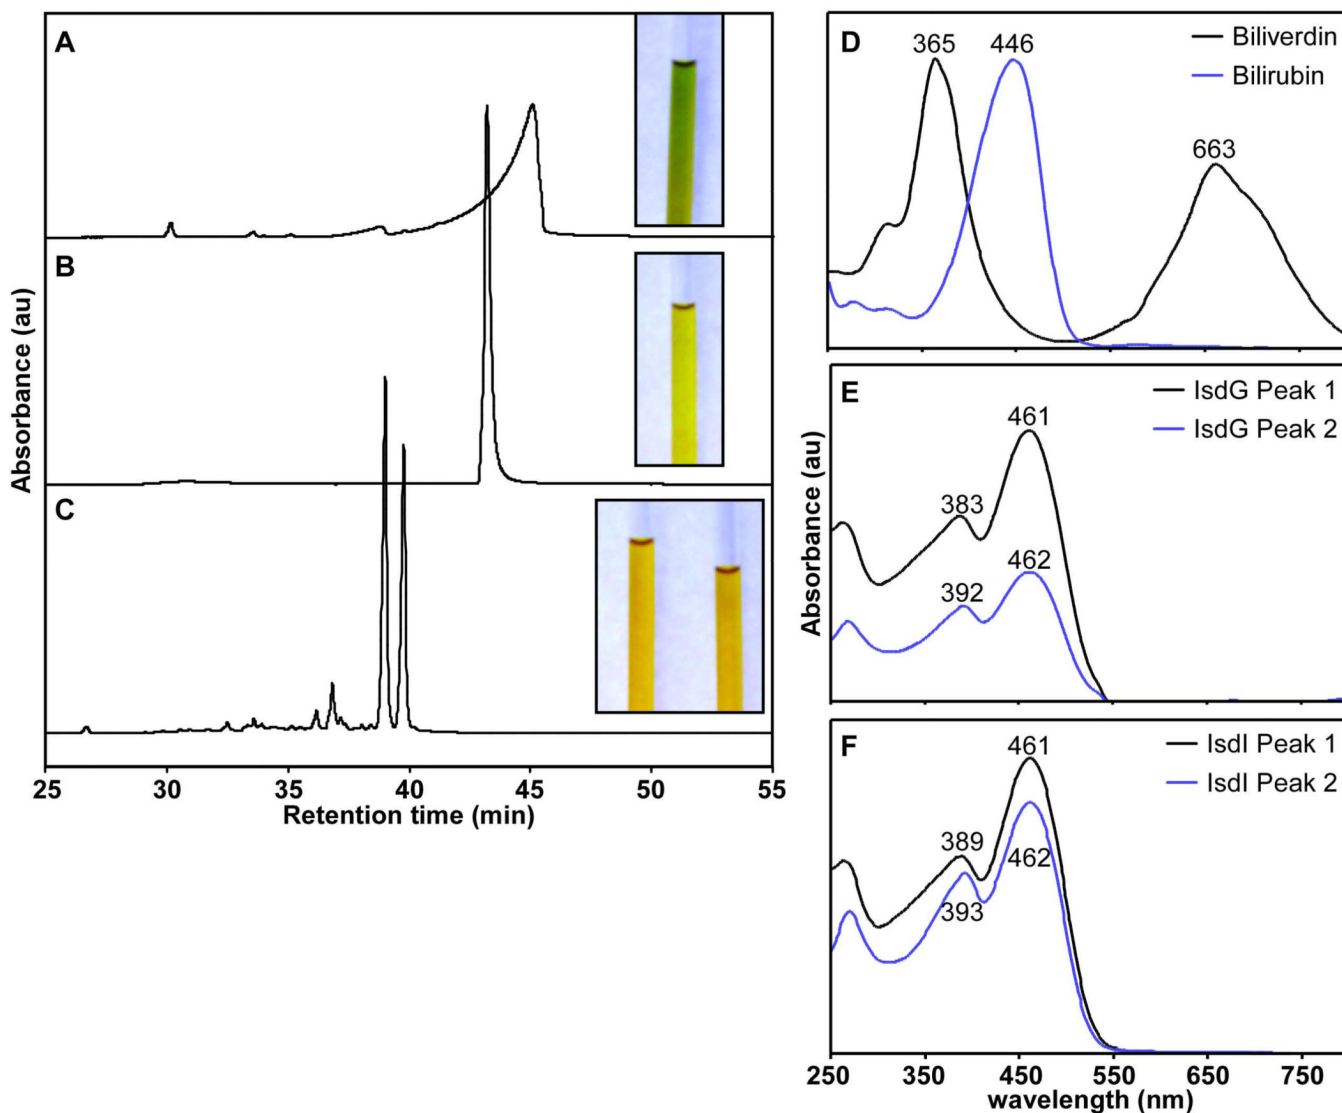 A
B
C
Absorbance (au)
25 30 35 40 45 51 55
Retention time (min)
D
365 446
663
Biliverdin
Bilirubin
E
IsdG Peak 1
IsdG Peak 2
461
383
462
392
Absorbance (au)
F
IsdI Peak 1
IsdI Peak 2
461
389
462
393
250 350 450 550 650 750
wavelength (nm)